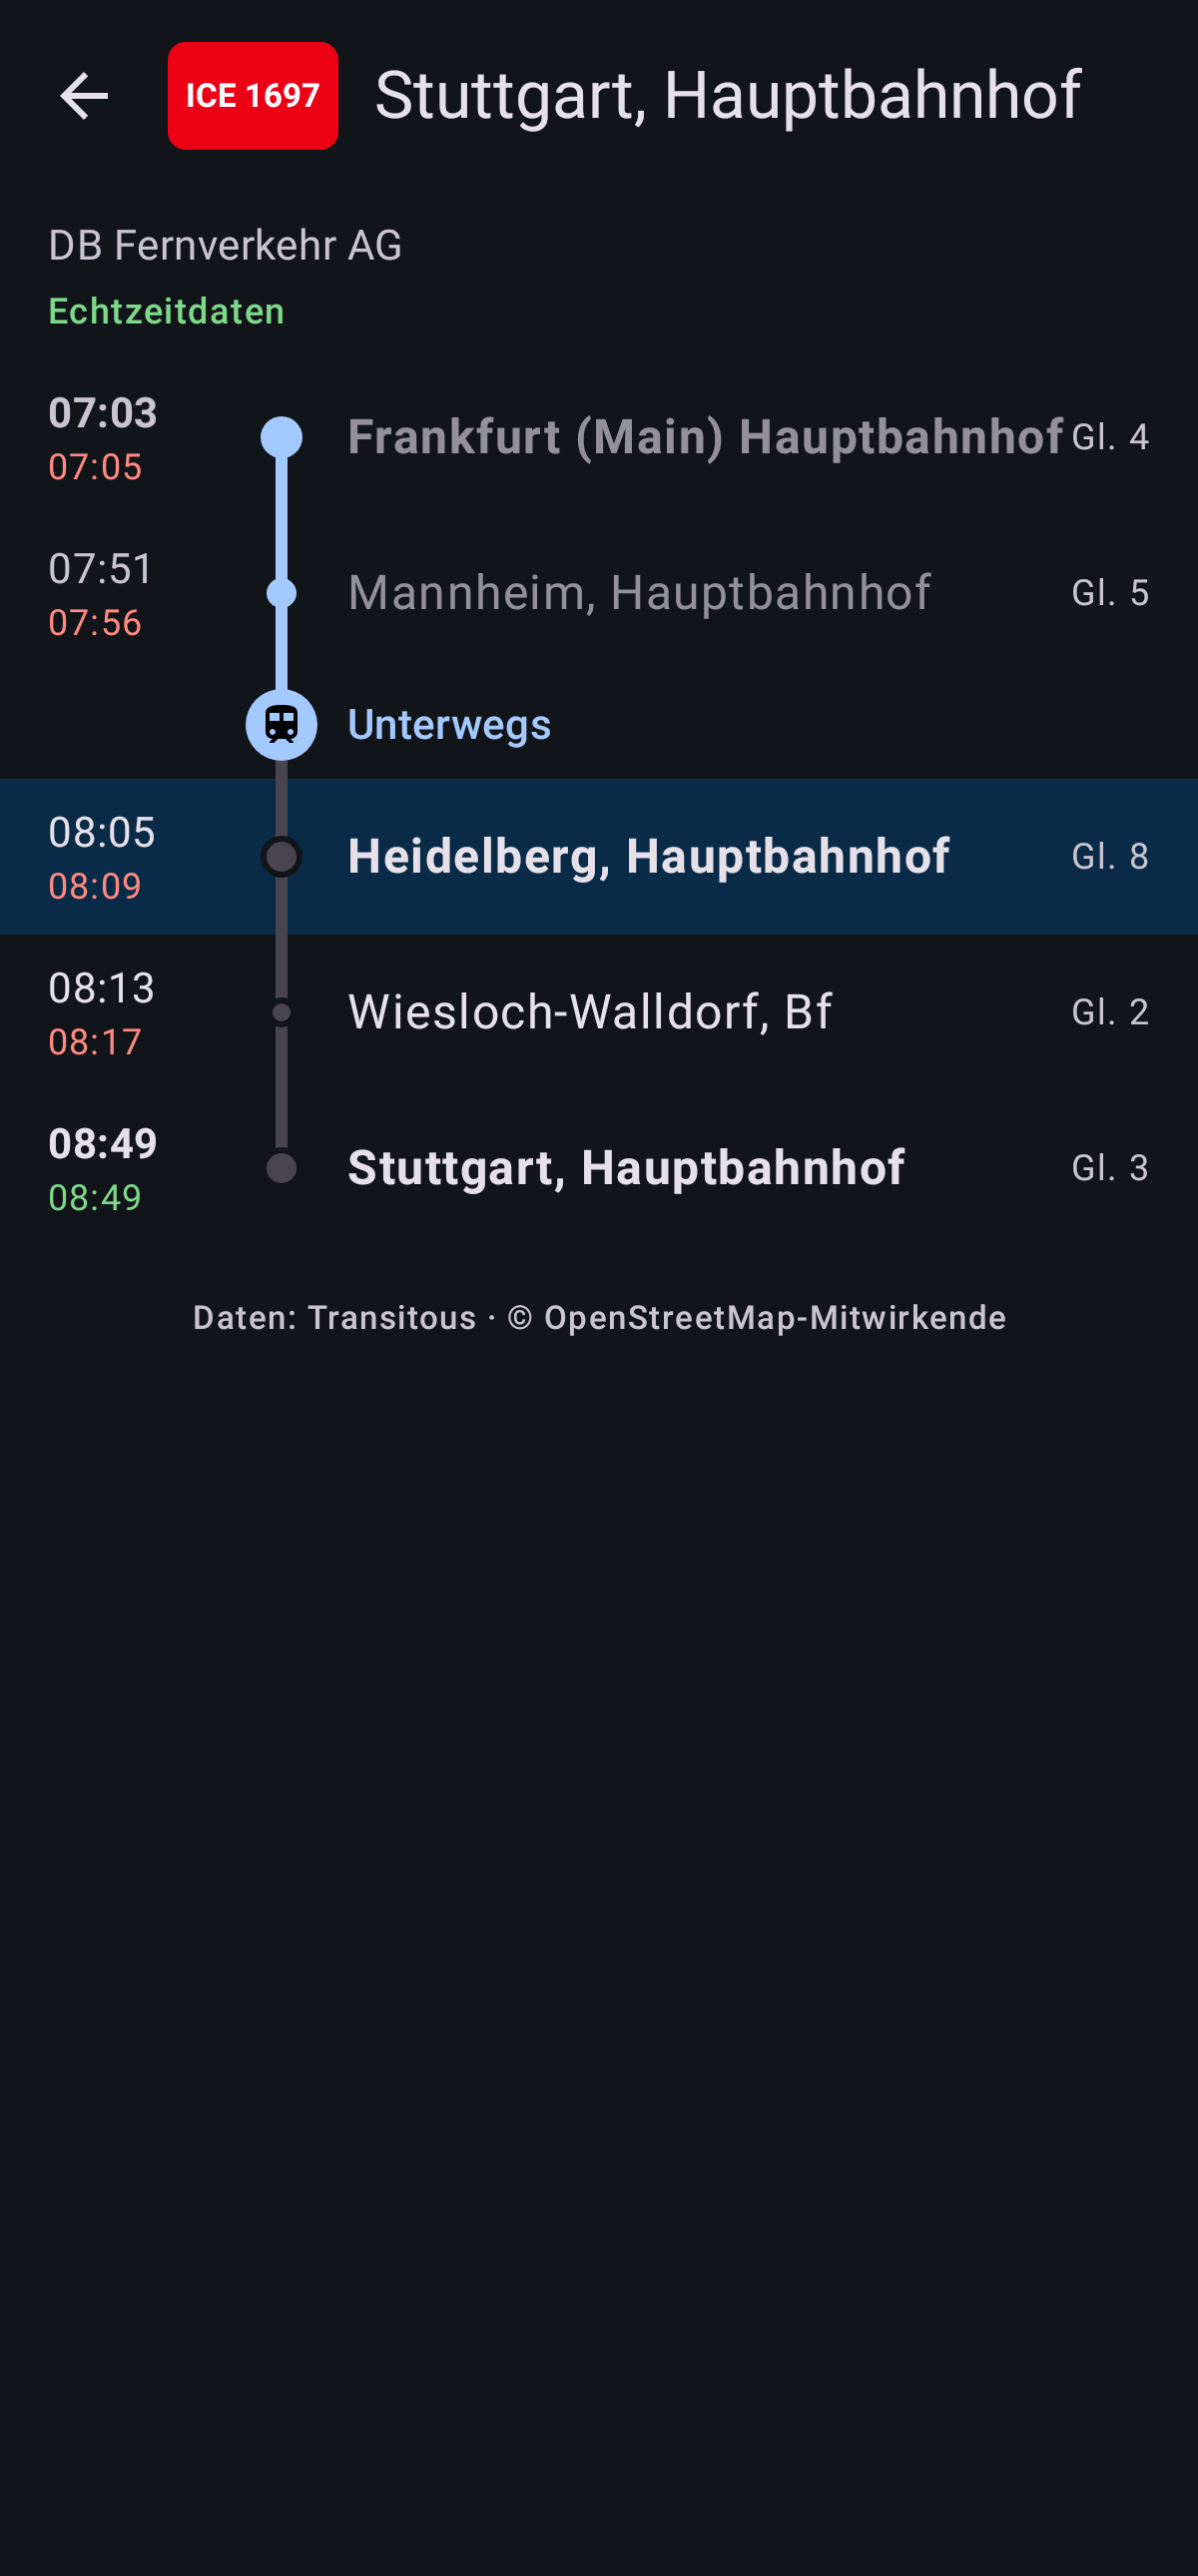 ICE 1697 Stuttgart, Hauptbahnhof
DB Fernverkehr AG
Echtzeitdaten
07:03
07:05
Frankfurt (Main) Hauptbahnhof Gl. 4
07:51
07:56
Mannheim, Hauptbahnhof Gl. 5
Unterwegs
08:05
08:09
Heidelberg, Hauptbahnhof Gl. 8
08:13
08:17
Wiesloch-Walldorf, Bf Gl. 2
08:49
08:49
Stuttgart, Hauptbahnhof Gl. 3
Daten: Transitous · © OpenStreetMap-Mitwirkende